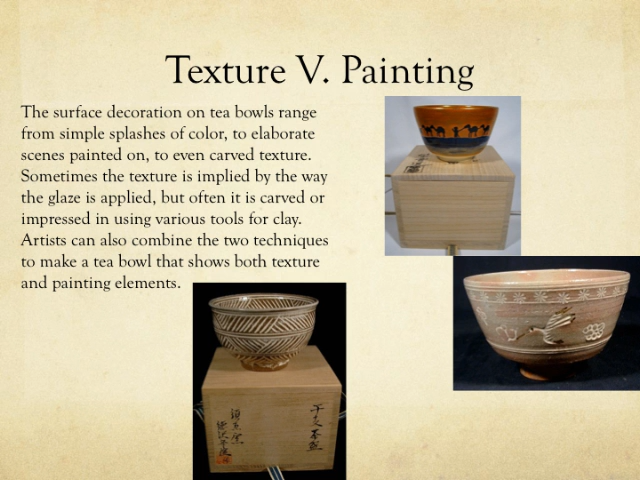 Texture V. Painting
The surface decoration on tea bowls range
from simple splashes of color, to elaborate
scenes painted on, to even carved texture.
Sometimes the texture is implied by the way
the glaze is applied, but often it is carved or
impressed in using various tools for clay.
Artists can also combine the two techniques
to make a tea bowl that shows both texture
and painting elements.